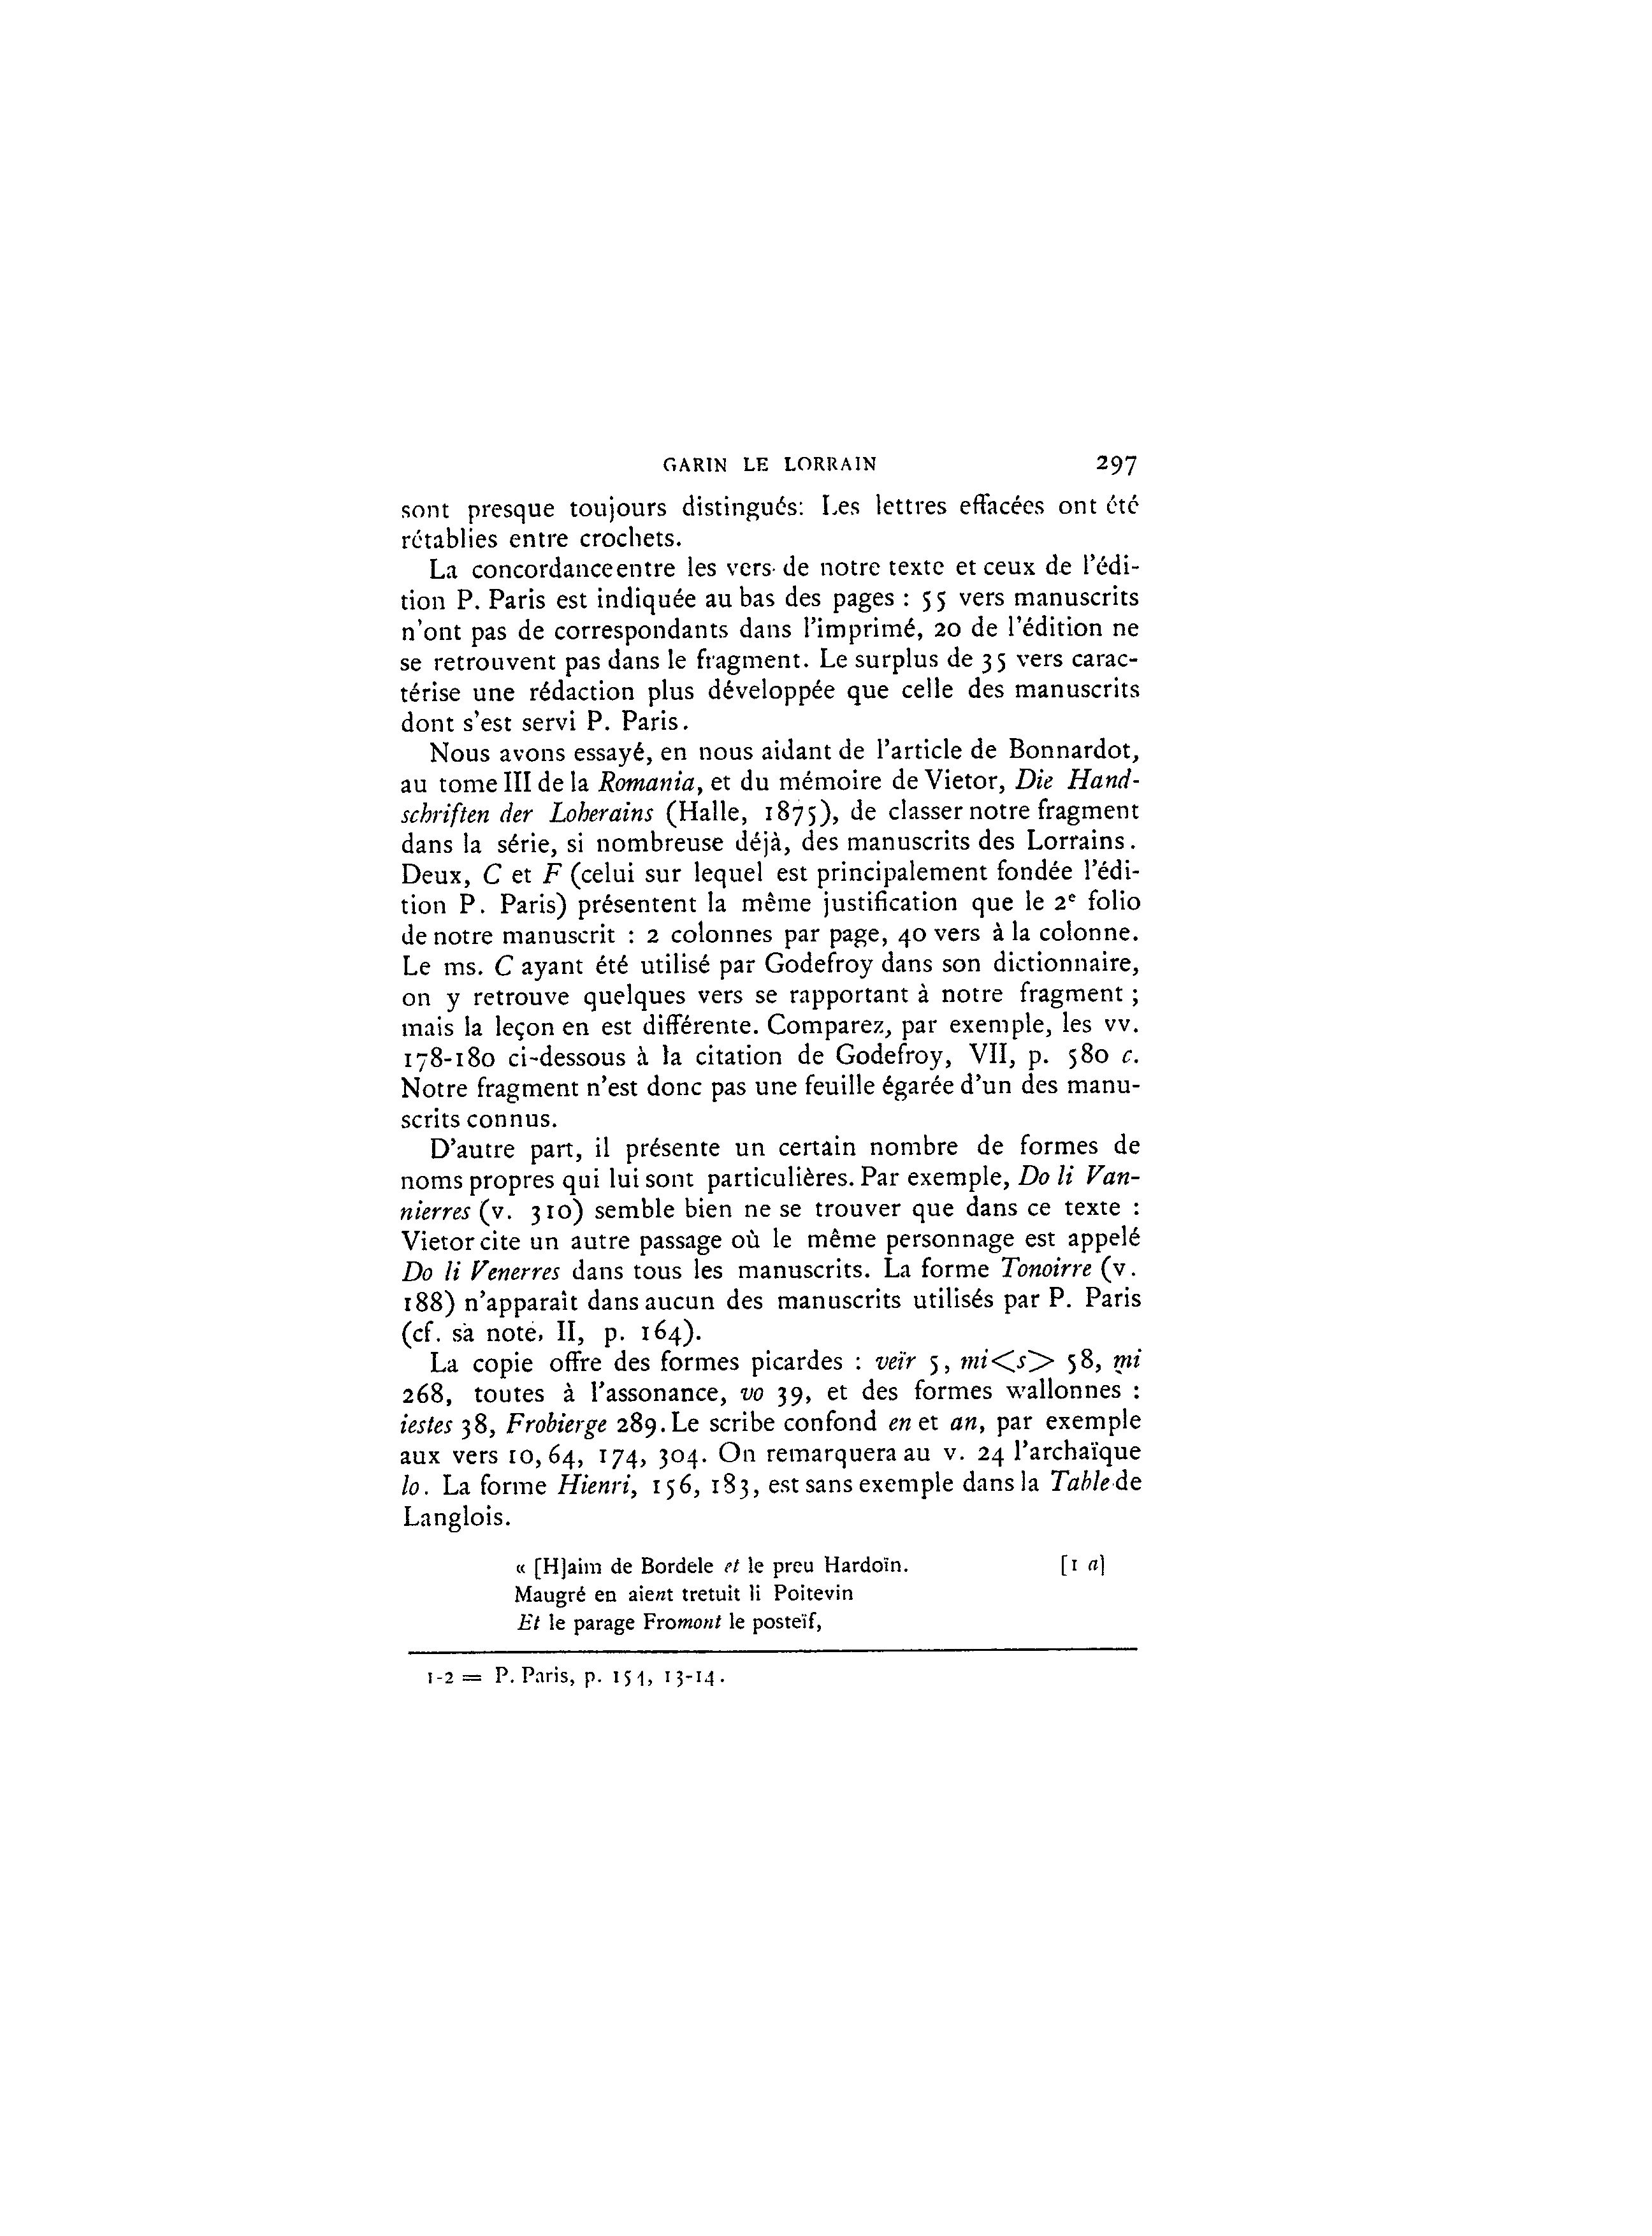 GARIN LE LORRAIN 297
sont presque toujours distingués: Les lettres effacées ont été
rétablies entre crochets.
La concordance entre les vers de notre texte et ceux de l'édi-
tion P. Paris est indiquée au bas des pages : 55 vers manuscrits
n'ont pas de correspondants dans l'imprimé, 20 de l'édition ne
se retrouvent pas dans le fragment. Le surplus de 35 vers carac-
térise une rédaction plus développée que celle des manuscrits
dont s'est servi P. Paris.
Nous avons essayé, en nous aidant de l'article de Bonnardot,
au tome III de la Romania, et du mémoire de Vietor, Die Hand-
schriften der Loherains (Halle, 1875), de classer notre fragment
dans la série, si nombreuse déjà, des manuscrits des Lorrains.
Deux, C et F (celui sur lequel est principalement fondée l'édi-
tion P. Paris) présentent la même justification que le 2e folio
de notre manuscrit : 2 colonnes par page, 40 vers à la colonne.
Le ms. C ayant été utilisé par Godefroy dans son dictionnaire,
on y retrouve quelques vers se rapportant à notre fragment ;
mais la leçon en est différente. Comparez, par exemple, les vv.
178-180 ci-dessous à la citation de Godefroy, VII, p. 580 c.
Notre fragment n'est donc pas une feuille égarée d'un des manu-
scrits connus.
D'autre part, il présente un certain nombre de formes de
noms propres qui lui sont particulières. Par exemple, Do li Van-
nierres (v. 310) semble bien ne se trouver que dans ce texte :
Vietor cite un autre passage où le même personnage est appelé
Do li Venerres dans tous les manuscrits. La forme Tonoirre (v.
188) n'apparaît dans aucun des manuscrits utilisés par P. Paris
(cf. sa note, II, p. 164).
La copie offre des formes picardes : veïr 5, mi<s> 58, mi
268, toutes à l'assonance, vo 39, et des formes wallonnes :
iestes 38, Frobierge 289. Le scribe confond en et an, par exemple
aux vers 10, 64, 174, 304. On remarquera au v. 24 l'archaïque
lo. La forme Hienri, 156, 183, est sans exemple dans la Table de
Langlois.
« [H]aim de Bordele et le preu Hardoïn. [1 a]
Maugré en aient tretuit li Poitevin
Et le parage Fromont le posteïf,
1-2 = P. Paris, p. 154, 13-14.